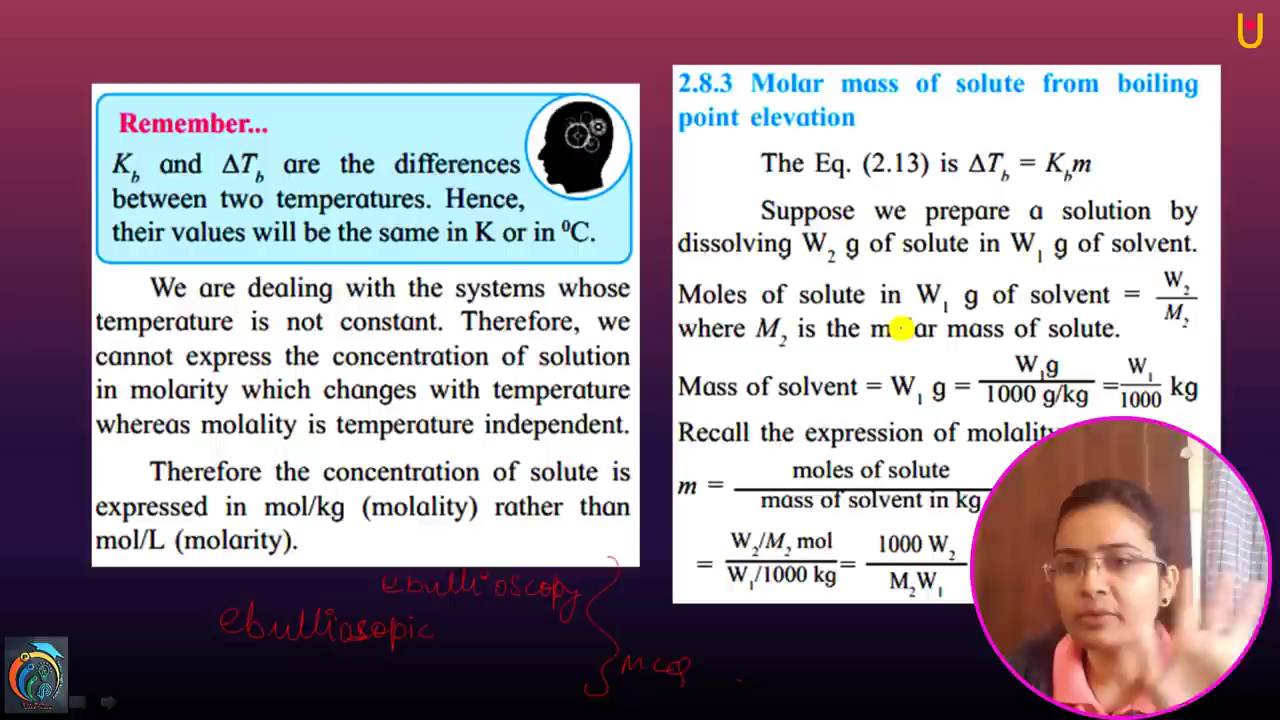 Remember...
K_b and ΔT_b are the differences
between two temperatures. Hence,
their values will be the same in K or in ⁰C.
We are dealing with the systems whose
temperature is not constant. Therefore, we
cannot express the concentration of solution
in molarity which changes with temperature
whereas molality is temperature independent.
Therefore the concentration of solute is
expressed in mol/kg (molality) rather than
mol/L (molarity).
ebullioscopy
ebulliosopic
MCQ
2.8.3 Molar mass of solute from boiling
point elevation
The Eq. (2.13) is ΔT_b = K_b m
Suppose we prepare a solution by
dissolving W₂ g of solute in W₁ g of solvent.
Moles of solute in W₁ g of solvent = W₂/M₂
where M₂ is the molar mass of solute.
Mass of solvent = W₁ g = W₁g / 1000 g/kg = W₁/1000 kg
Recall the expression of molality
m = moles of solute / mass of solvent in kg
= W₂/M₂ mol / W₁/1000 kg = 1000 W₂ / M₂W₁
U